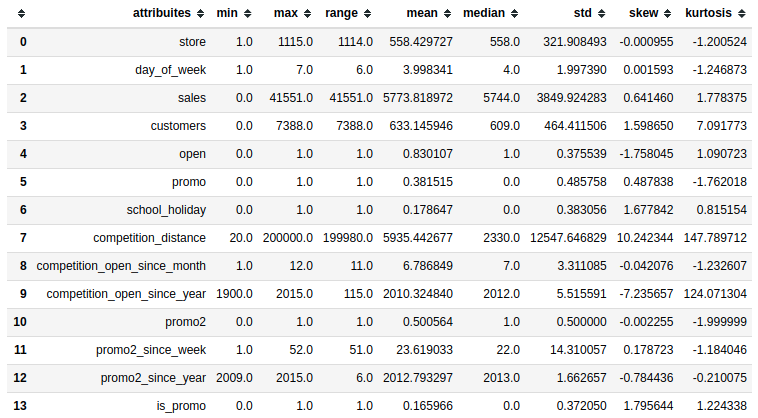 attribuites min max range mean median std skew kurtosis
0 store 1.0 1115.0 1114.0 558.429727 558.0 321.908493 -0.000955 -1.200524
1 day_of_week 1.0 7.0 6.0 3.998341 4.0 1.997390 0.001593 -1.246873
2 sales 0.0 41551.0 41551.0 5773.818972 5744.0 3849.924283 0.641460 1.778375
3 customers 0.0 7388.0 7388.0 633.145946 609.0 464.411506 1.598650 7.091773
4 open 0.0 1.0 1.0 0.830107 1.0 0.375539 -1.758045 1.090723
5 promo 0.0 1.0 1.0 0.381515 0.0 0.485758 0.487838 -1.762018
6 school_holiday 0.0 1.0 1.0 0.178647 0.0 0.383056 1.677842 0.815154
7 competition_distance 20.0 200000.0 199980.0 5935.442677 2330.0 12547.646829 10.242344 147.789712
8 competition_open_since_month 1.0 12.0 11.0 6.786849 7.0 3.311085 -0.042076 -1.232607
9 competition_open_since_year 1900.0 2015.0 115.0 2010.324840 2012.0 5.515591 -7.235657 124.071304
10 promo2 0.0 1.0 1.0 0.500564 1.0 0.500000 -0.002255 -1.999999
11 promo2_since_week 1.0 52.0 51.0 23.619033 22.0 14.310057 0.178723 -1.184046
12 promo2_since_year 2009.0 2015.0 6.0 2012.793297 2013.0 1.662657 -0.784436 -0.210075
13 is_promo 0.0 1.0 1.0 0.165966 0.0 0.372050 1.795644 1.224338